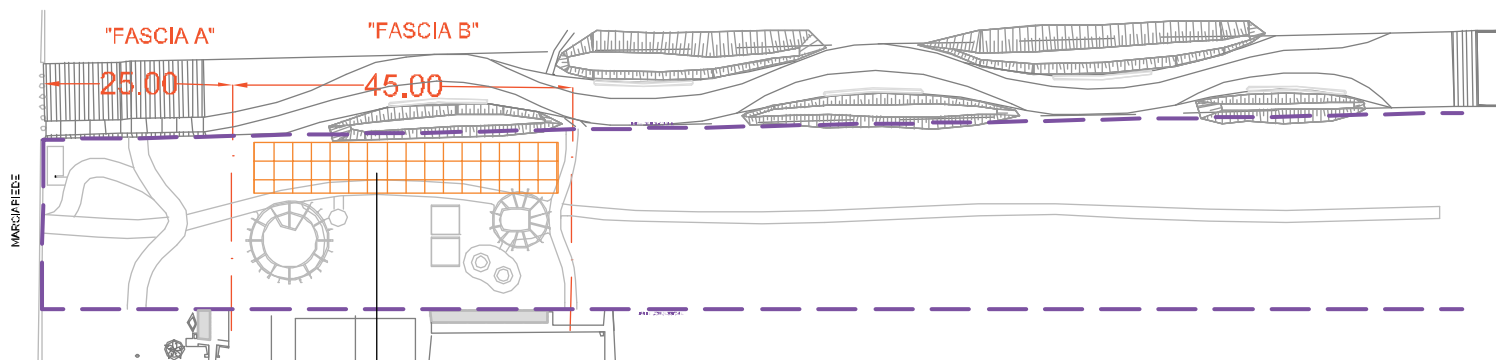 "FASCIA A"
"FASCIA B"
25.00
45.00
MARCIAPIEDE